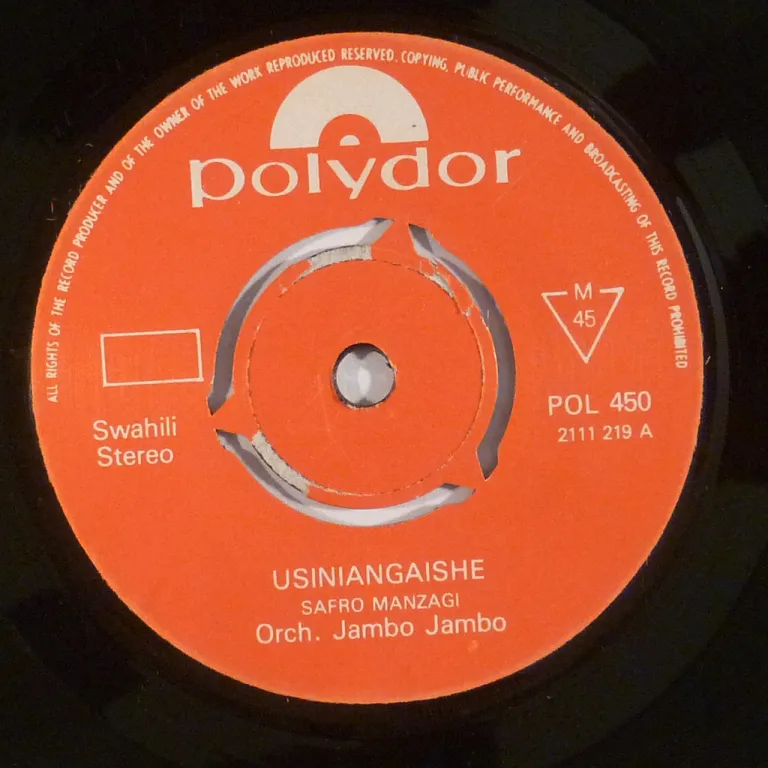 ALL RIGHTS OF THE RECORD PRODUCER AND OF THE OWNER OF THE WORK REPRODUCED RESERVED. COPYING, PUBLIC PERFORMANCE AND BROADCASTING OF THIS RECORD PROHIBITED
polydor
M
45
Swahili
Stereo
POL 450
2111 219 A
USINIANGAISHE
SAFRO MANZAGI
Orch. Jambo Jambo